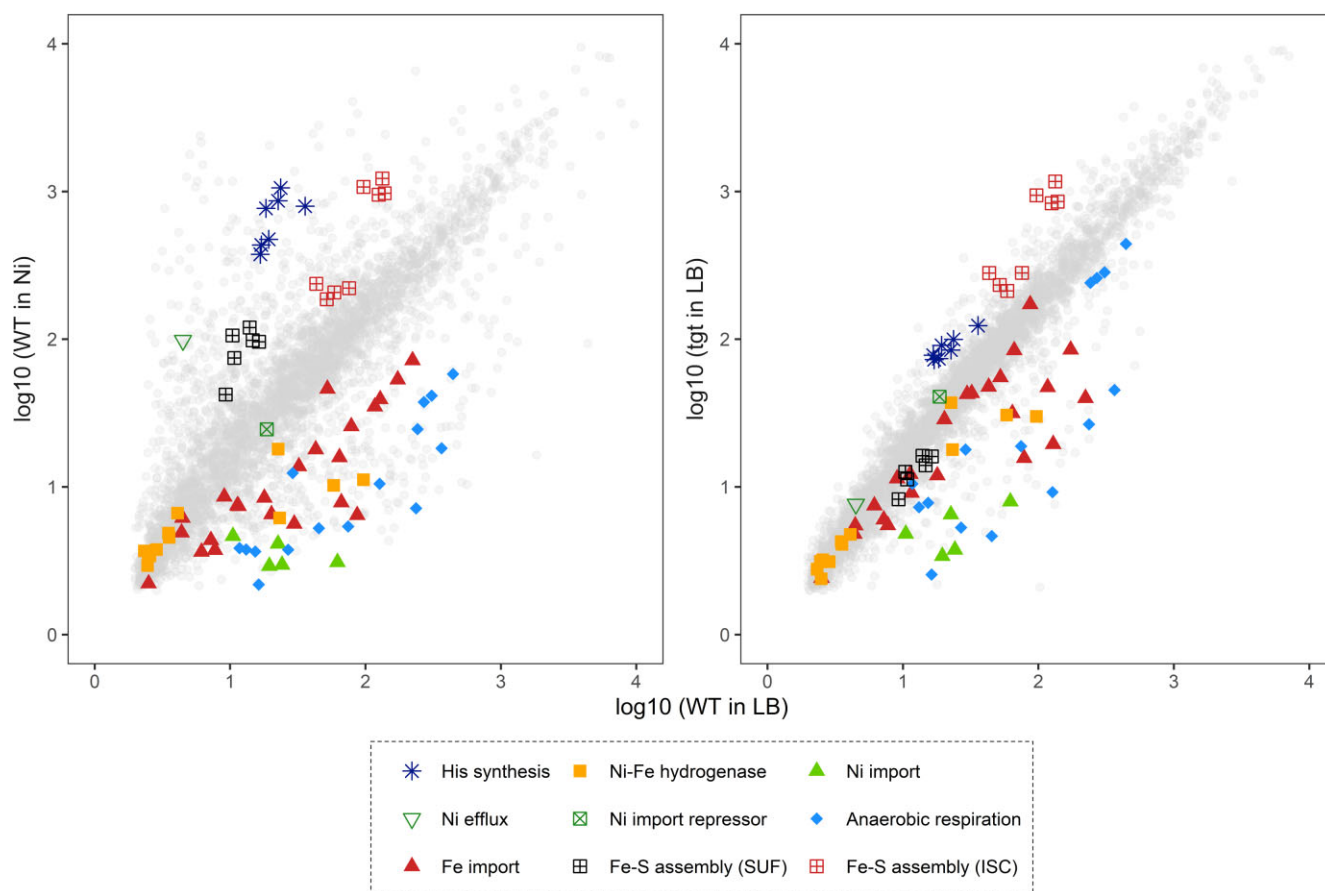 4
3
2
1
0
log10 (WT in Ni)
0 1 2 3 4
4
3
2
1
0
log10 (tgt in LB)
0 1 2 3 4
log10 (WT in LB)
His synthesis Ni-Fe hydrogenase Ni import
Ni efflux Ni import repressor Anaerobic respiration
Fe import Fe-S assembly (SUF) Fe-S assembly (ISC)